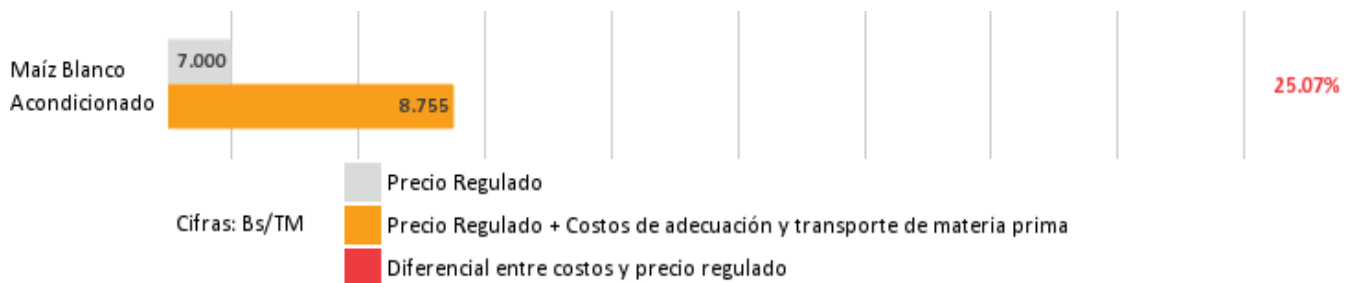 7.000
Maíz Blanco
Acondicionado
8.755
25.07%
Precio Regulado
Cifras: Bs/TM
Precio Regulado + Costos de adecuación y transporte de materia prima
Diferencial entre costos y precio regulado